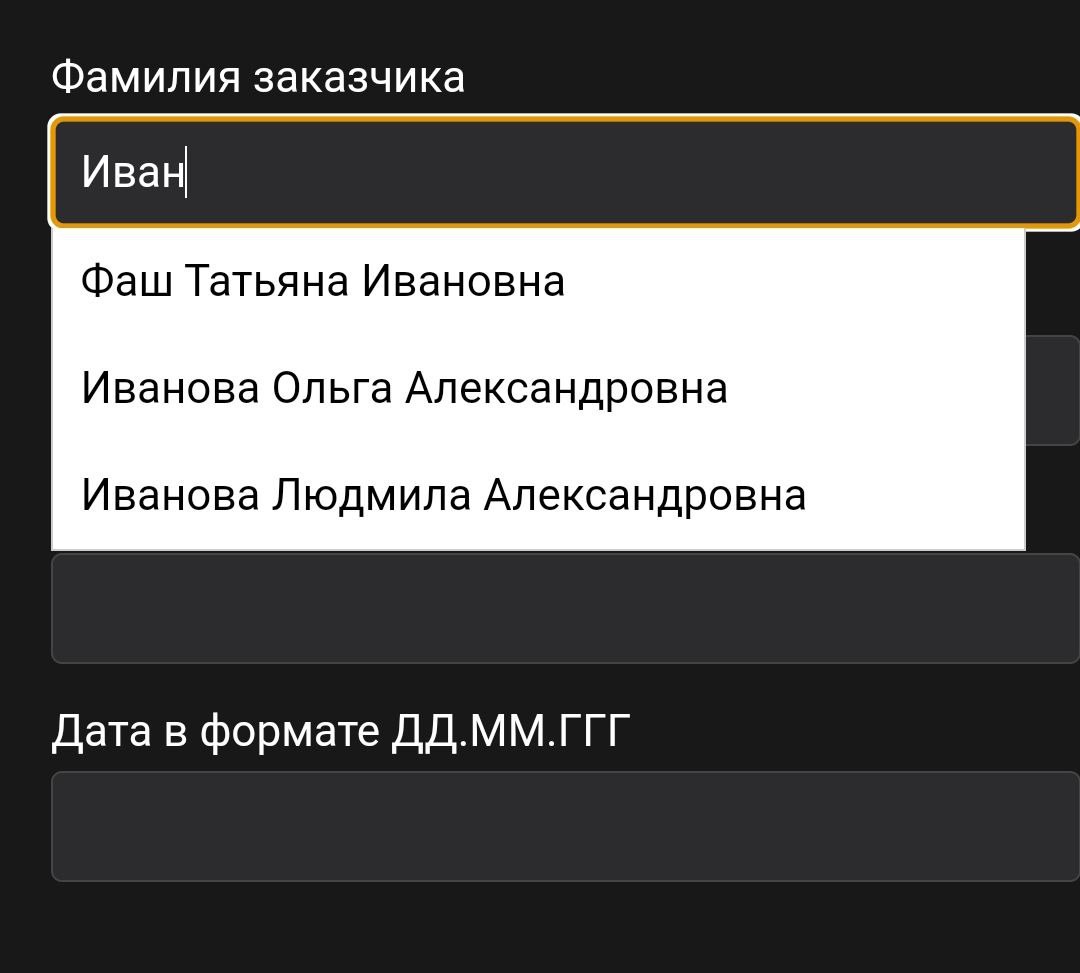 Фамилия заказчика
Иван
Фаш Татьяна Ивановна
Иванова Ольга Александровна
Иванова Людмила Александровна
Дата в формате ДД.ММ.ГГГ